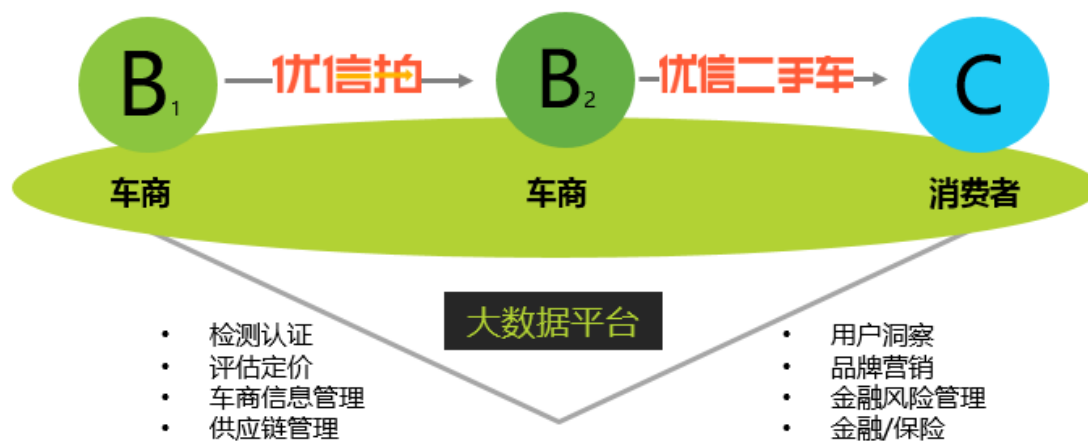 B1 优信拍 B2 优信二手车 C
车商 车商 消费者
大数据平台
• 检测认证
• 评估定价
• 车商信息管理
• 供应链管理
• 用户洞察
• 品牌营销
• 金融风险管理
• 金融/保险